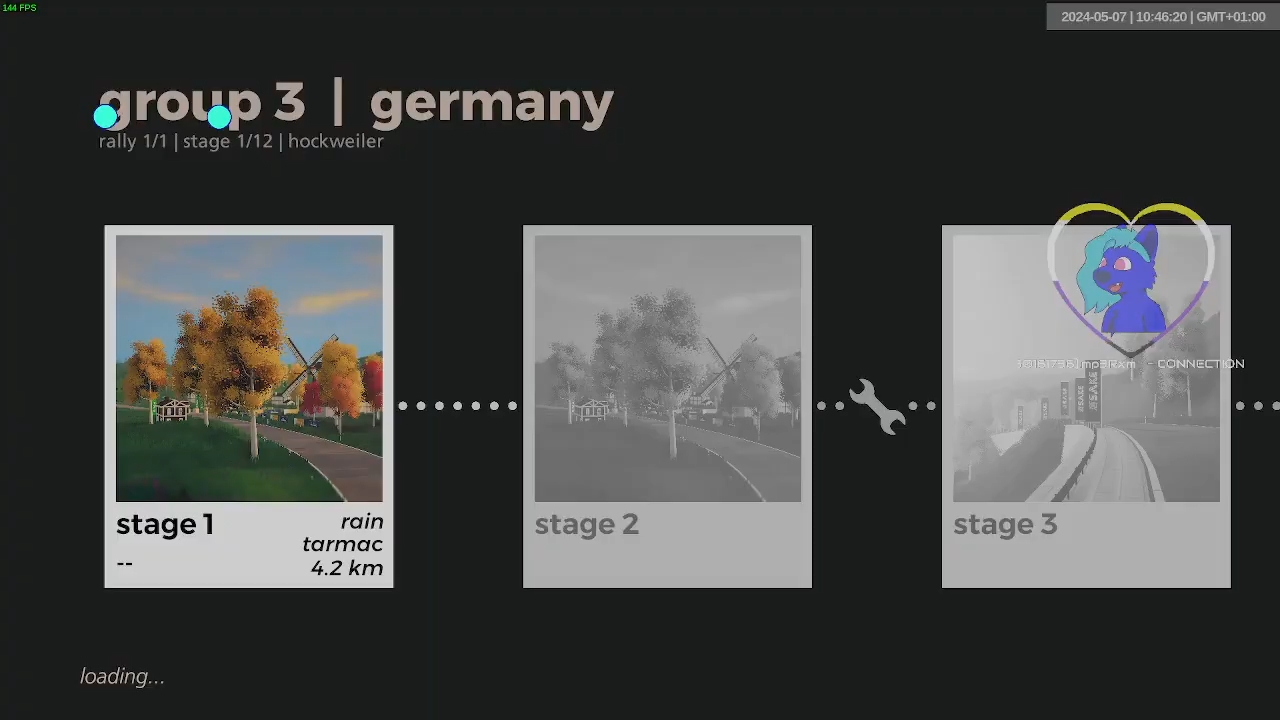 144 FPS
2024-05-07 | 10:46:20 | GMT+01:00
group 3 | germany
rally 1/1 | stage 1/12 | hockweiler
- CONNECTION
stage 1
rain
tarmac
--
4.2 km
stage 2
stage 3
loading...